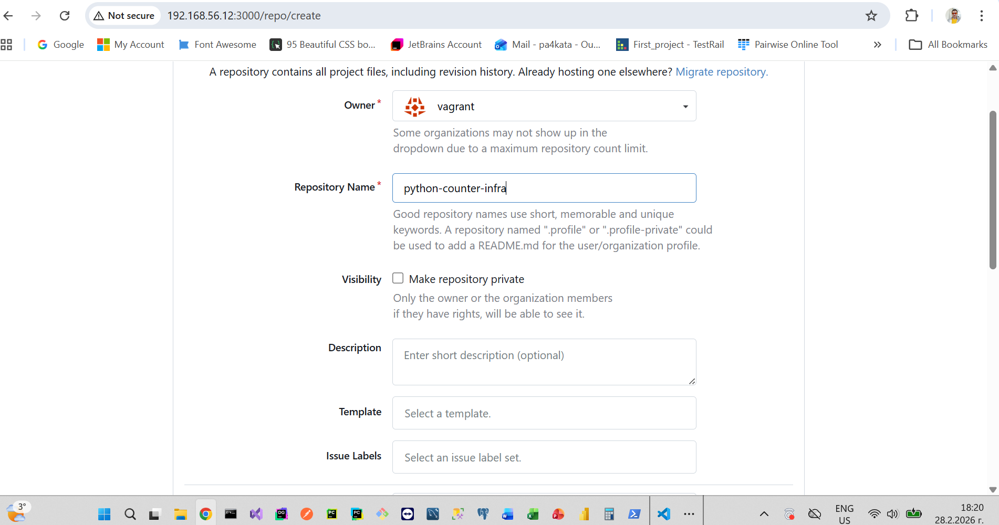 Not secure
192.168.56.12:3000/repo/create
Google
My Account
Font Awesome
95 Beautiful CSS bo...
JetBrains Account
Mail - pa4kata - Ou...
First_project - TestRail
Pairwise Online Tool
All Bookmarks
A repository contains all project files, including revision history. Already hosting one elsewhere? Migrate repository.
Owner *
vagrant
Some organizations may not show up in the
dropdown due to a maximum repository count limit.
Repository Name *
python-counter-infra
Good repository names use short, memorable and unique
keywords. A repository named ".profile" or ".profile-private" could
be used to add a README.md for the user/organization profile.
Visibility
Make repository private
Only the owner or the organization members
if they have rights, will be able to see it.
Description
Enter short description (optional)
Template
Select a template.
Issue Labels
Select an issue label set.
3°
ENG
US
18:20
28.2.2026 г.